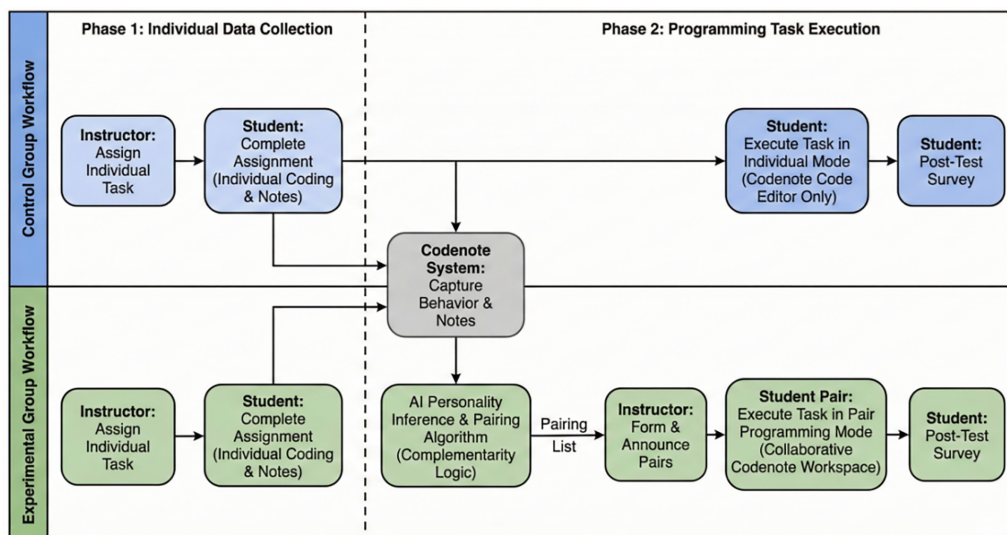 Phase 1: Individual Data Collection
Phase 2: Programming Task Execution
Control Group Workflow
Instructor:
Assign
Individual
Task
Student:
Complete
Assignment
(Individual Coding
& Notes)
Student:
Execute Task in
Individual Mode
(Codenote Code
Editor Only)
Student:
Post-Test
Survey
Codenote
System:
Capture
Behavior &
Notes
Experimental Group Workflow
Instructor:
Assign
Individual
Task
Student:
Complete
Assignment
(Individual Coding
& Notes)
AI Personality
Inference & Pairing
Algorithm
(Complementarity
Logic)
Pairing
List
Instructor:
Form &
Announce
Pairs
Student Pair:
Execute Task in Pair
Programming Mode
(Collaborative
Codenote Workspace)
Student:
Post-Test
Survey